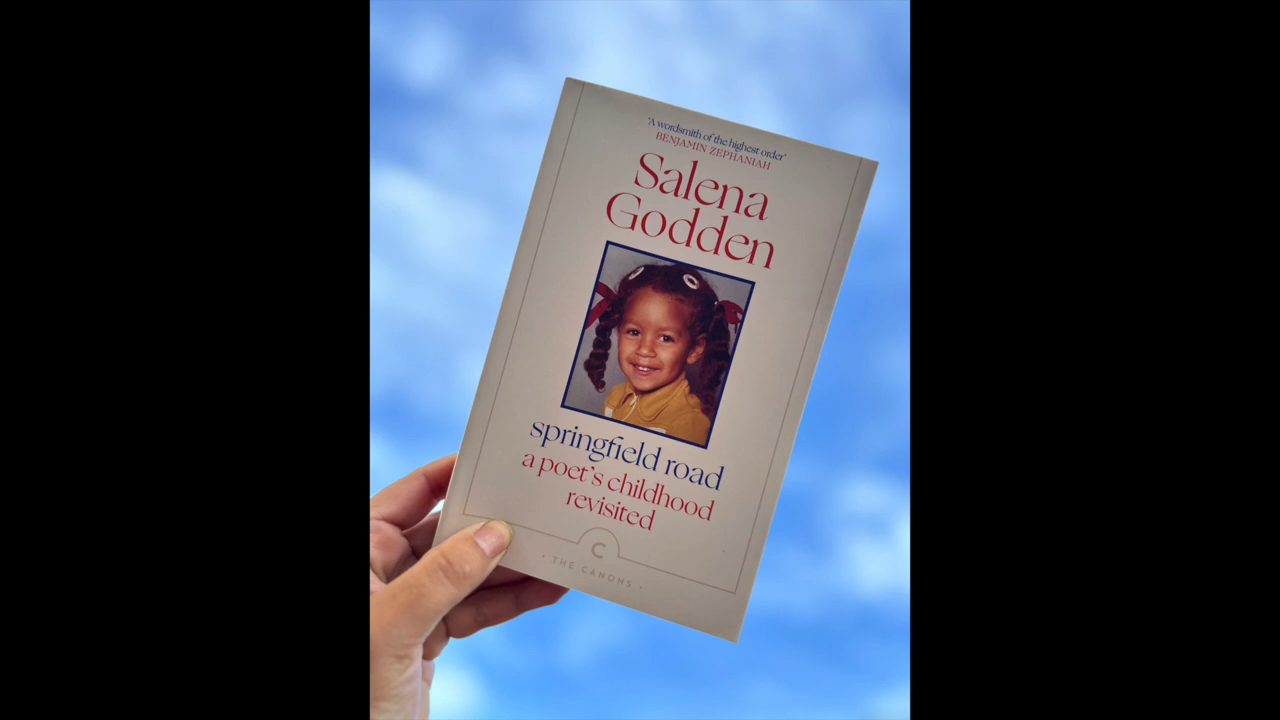 'A wordsmith of the highest order'
BENJAMIN ZEPHANIAH
Salena
Godden
springfield road
a poet's childhood
revisited
C
• THE CANONS •